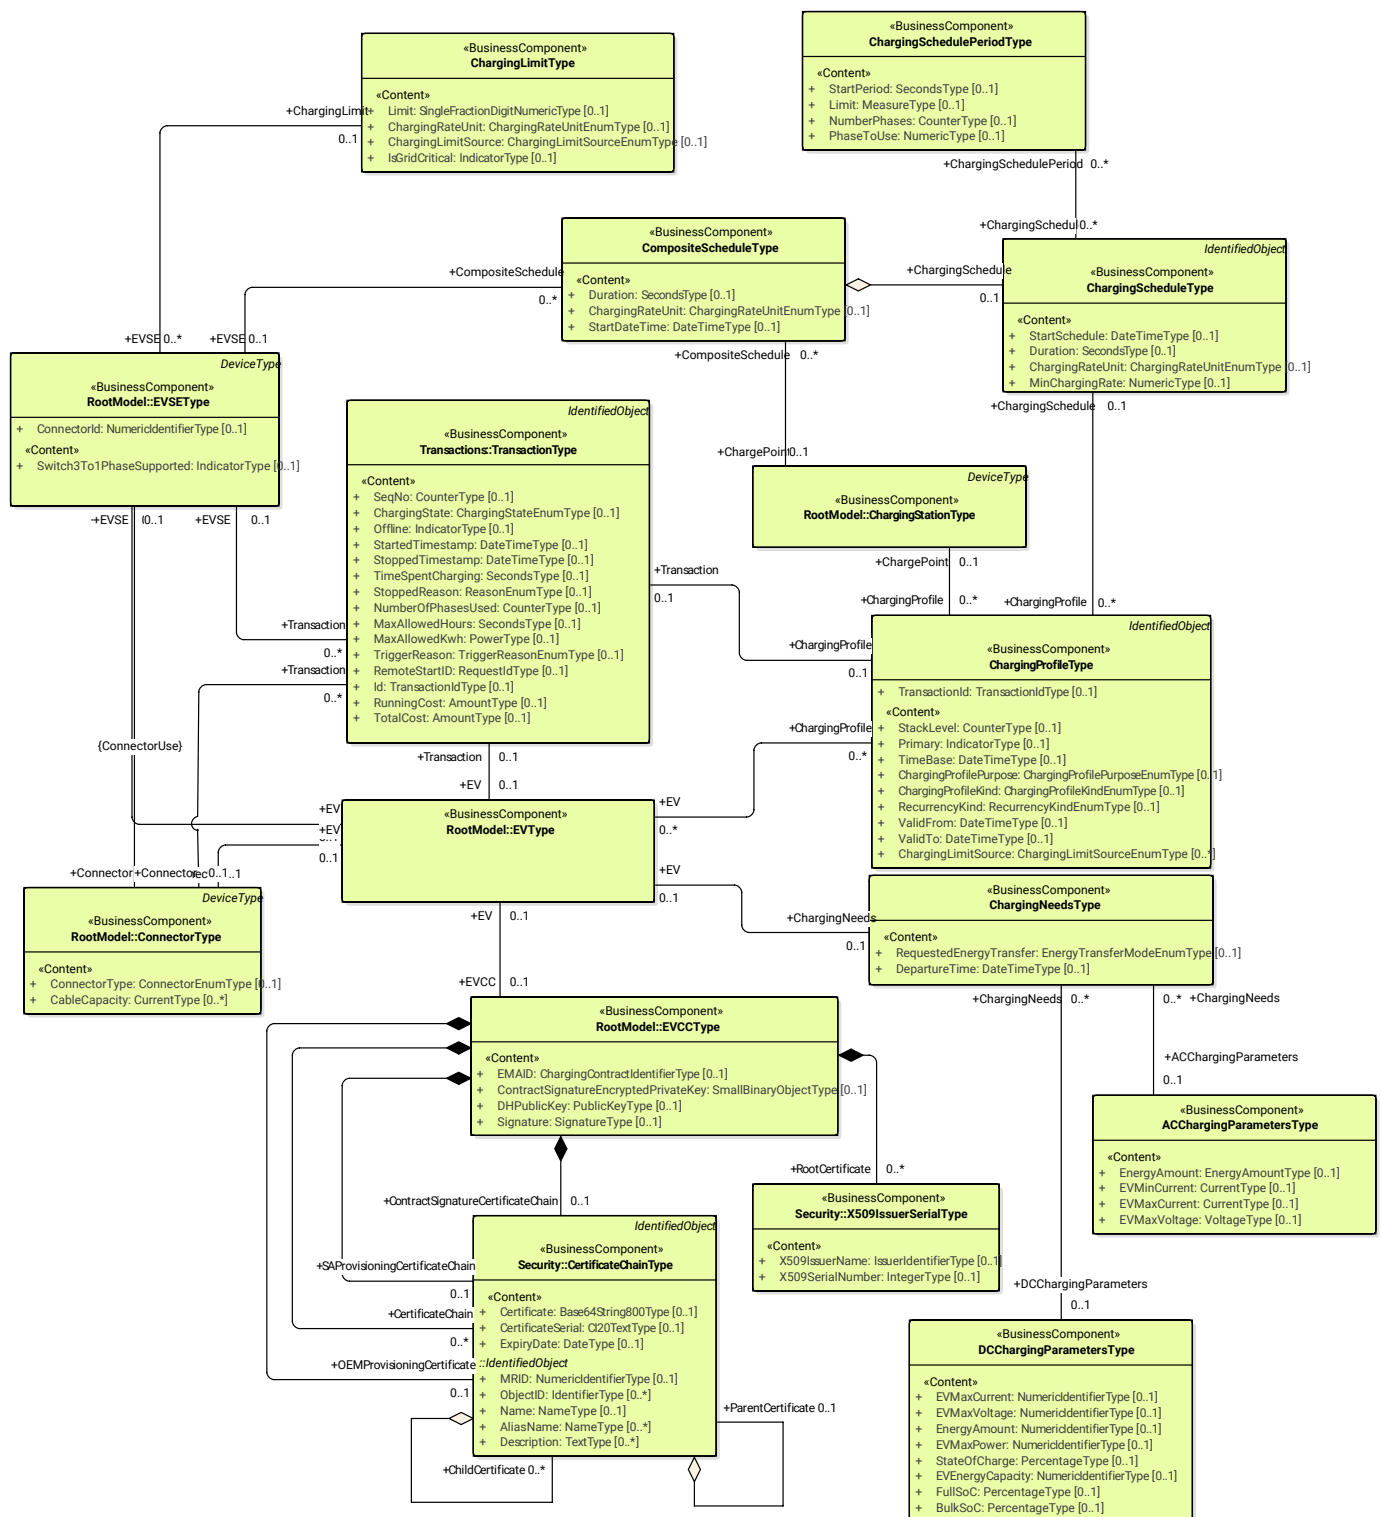 «BusinessComponent»
ChargingLimitType
«Content»
+ Limit: SingleFractionDigitNumericType [0..1]
+ ChargingRateUnit: ChargingRateUnitEnumType [0..1]
+ ChargingLimitSource: ChargingLimitSourceEnumType [0..1]
+ IsGridCritical: IndicatorType [0..1]
+ChargingLimit
0..1
«BusinessComponent»
ChargingSchedulePeriodType
«Content»
+ StartPeriod: SecondsType [0..1]
+ Limit: MeasureType [0..1]
+ NumberPhases: CounterType [0..1]
+ PhaseToUse: NumericType [0..1]
+ChargingSchedulePeriod 0..*
+ChargingSchedul 0..*
«BusinessComponent»
CompositeScheduleType
«Content»
+ Duration: SecondsType [0..1]
+ ChargingRateUnit: ChargingRateUnitEnumType [0..1]
+ StartDateTime: DateTimeType [0..1]
+CompositeSchedule
0..*
+ChargingSchedule
0..1
IdentifiedObject
«BusinessComponent»
ChargingScheduleType
«Content»
+ StartSchedule: DateTimeType [0..1]
+ Duration: SecondsType [0..1]
+ ChargingRateUnit: ChargingRateUnitEnumType [0..1]
+ MinChargingRate: NumericType [0..1]
+EVSE 0..*
+EVSE 0..1
+CompositeSchedule 0..*
+ChargingSchedule 0..1
DeviceType
«BusinessComponent»
RootModel::EVSEType
+ ConnectorId: NumericIdentifierType [0..1]
«Content»
+ Switch3To1PhaseSupported: IndicatorType [0..1]
+EVSE 0..1
+EVSE 0..1
IdentifiedObject
«BusinessComponent»
Transactions::TransactionType
«Content»
+ SeqNo: CounterType [0..1]
+ ChargingState: ChargingStateEnumType [0..1]
+ Offline: IndicatorType [0..1]
+ StartedTimestamp: DateTimeType [0..1]
+ StoppedTimestamp: DateTimeType [0..1]
+ TimeSpentCharging: SecondsType [0..1]
+ StoppedReason: ReasonEnumType [0..1]
+ NumberOfPhasesUsed: CounterType [0..1]
+ MaxAllowedHours: SecondsType [0..1]
+ MaxAllowedKwh: PowerType [0..1]
+ TriggerReason: TriggerReasonEnumType [0..1]
+ RemoteStartID: RequestIdType [0..1]
+ Id: TransactionIdType [0..1]
+ RunningCost: AmountType [0..1]
+ TotalCost: AmountType [0..1]
+ChargePoint 0..1
DeviceType
«BusinessComponent»
RootModel::ChargingStationType
+ChargePoint 0..1
+ChargingProfile 0..*
+ChargingProfile 0..*
+Transaction
0..1
+Transaction
0..*
+Transaction
0..*
+ChargingProfile
0..1
IdentifiedObject
«BusinessComponent»
ChargingProfileType
+ TransactionId: TransactionIdType [0..1]
«Content»
+ StackLevel: CounterType [0..1]
+ Primary: IndicatorType [0..1]
+ TimeBase: DateTimeType [0..1]
+ ChargingProfilePurpose: ChargingProfilePurposeEnumType [0..1]
+ ChargingProfileKind: ChargingProfileKindEnumType [0..1]
+ RecurrencyKind: RecurrencyKindEnumType [0..1]
+ ValidFrom: DateTimeType [0..1]
+ ValidTo: DateTimeType [0..1]
+ ChargingLimitSource: ChargingLimitSourceEnumType [0..*]
+ChargingProfile
0..*
{ConnectorUse}
+Transaction 0..1
+EV 0..1
«BusinessComponent»
RootModel::EVType
+EV
+EV
0..1
+EV
0..*
+EV
0..1
+Connector
+Connector 0..1
..1
DeviceType
«BusinessComponent»
RootModel::ConnectorType
«Content»
+ ConnectorType: ConnectorEnumType [0..1]
+ CableCapacity: CurrentType [0..*]
+ChargingNeeds
0..1
«BusinessComponent»
ChargingNeedsType
«Content»
+ RequestedEnergyTransfer: EnergyTransferModeEnumType [0..1]
+ DepartureTime: DateTimeType [0..1]
+EV 0..1
+EVCC 0..1
+ChargingNeeds 0..*
0..* +ChargingNeeds
«BusinessComponent»
RootModel::EVCCType
«Content»
+ EMAID: ChargingContractIdentifierType [0..1]
+ ContractSignatureEncryptedPrivateKey: SmallBinaryObjectType [0..1]
+ DHPublicKey: PublicKeyType [0..1]
+ Signature: SignatureType [0..1]
+ACChargingParameters
0..1
«BusinessComponent»
ACChargingParametersType
«Content»
+ EnergyAmount: EnergyAmountType [0..1]
+ EVMinCurrent: CurrentType [0..1]
+ EVMaxCurrent: CurrentType [0..1]
+ EVMaxVoltage: VoltageType [0..1]
+RootCertificate 0..*
«BusinessComponent»
Security::X509IssuerSerialType
«Content»
+ X509IssuerName: IssuerIdentifierType [0..1]
+ X509SerialNumber: IntegerType [0..1]
+ContractSignatureCertificateChain 0..1
IdentifiedObject
«BusinessComponent»
Security::CertificateChainType
«Content»
+ Certificate: Base64String800Type [0..1]
+ CertificateSerial: CI20TextType [0..1]
+ ExpiryDate: DateType [0..1]
::IdentifiedObject
+ MRID: NumericIdentifierType [0..1]
+ ObjectID: IdentifierType [0..*]
+ Name: NameType [0..1]
+ AliasName: NameType [0..*]
+ Description: TextType [0..*]
+SAProvisioningCertificateChain
0..1
+CertificateChain
0..*
+OEMProvisioningCertificate
0..1
+ParentCertificate 0..1
+ChildCertificate 0..*
+DCChargingParameters
0..1
«BusinessComponent»
DCChargingParametersType
«Content»
+ EVMaxCurrent: NumericIdentifierType [0..1]
+ EVMaxVoltage: NumericIdentifierType [0..1]
+ EnergyAmount: NumericIdentifierType [0..1]
+ EVMaxPower: NumericIdentifierType [0..1]
+ StateOfCharge: PercentageType [0..1]
+ EVEnergyCapacity: NumericIdentifierType [0..1]
+ FullSoC: PercentageType [0..1]
+ BulkSoC: PercentageType [0..1]